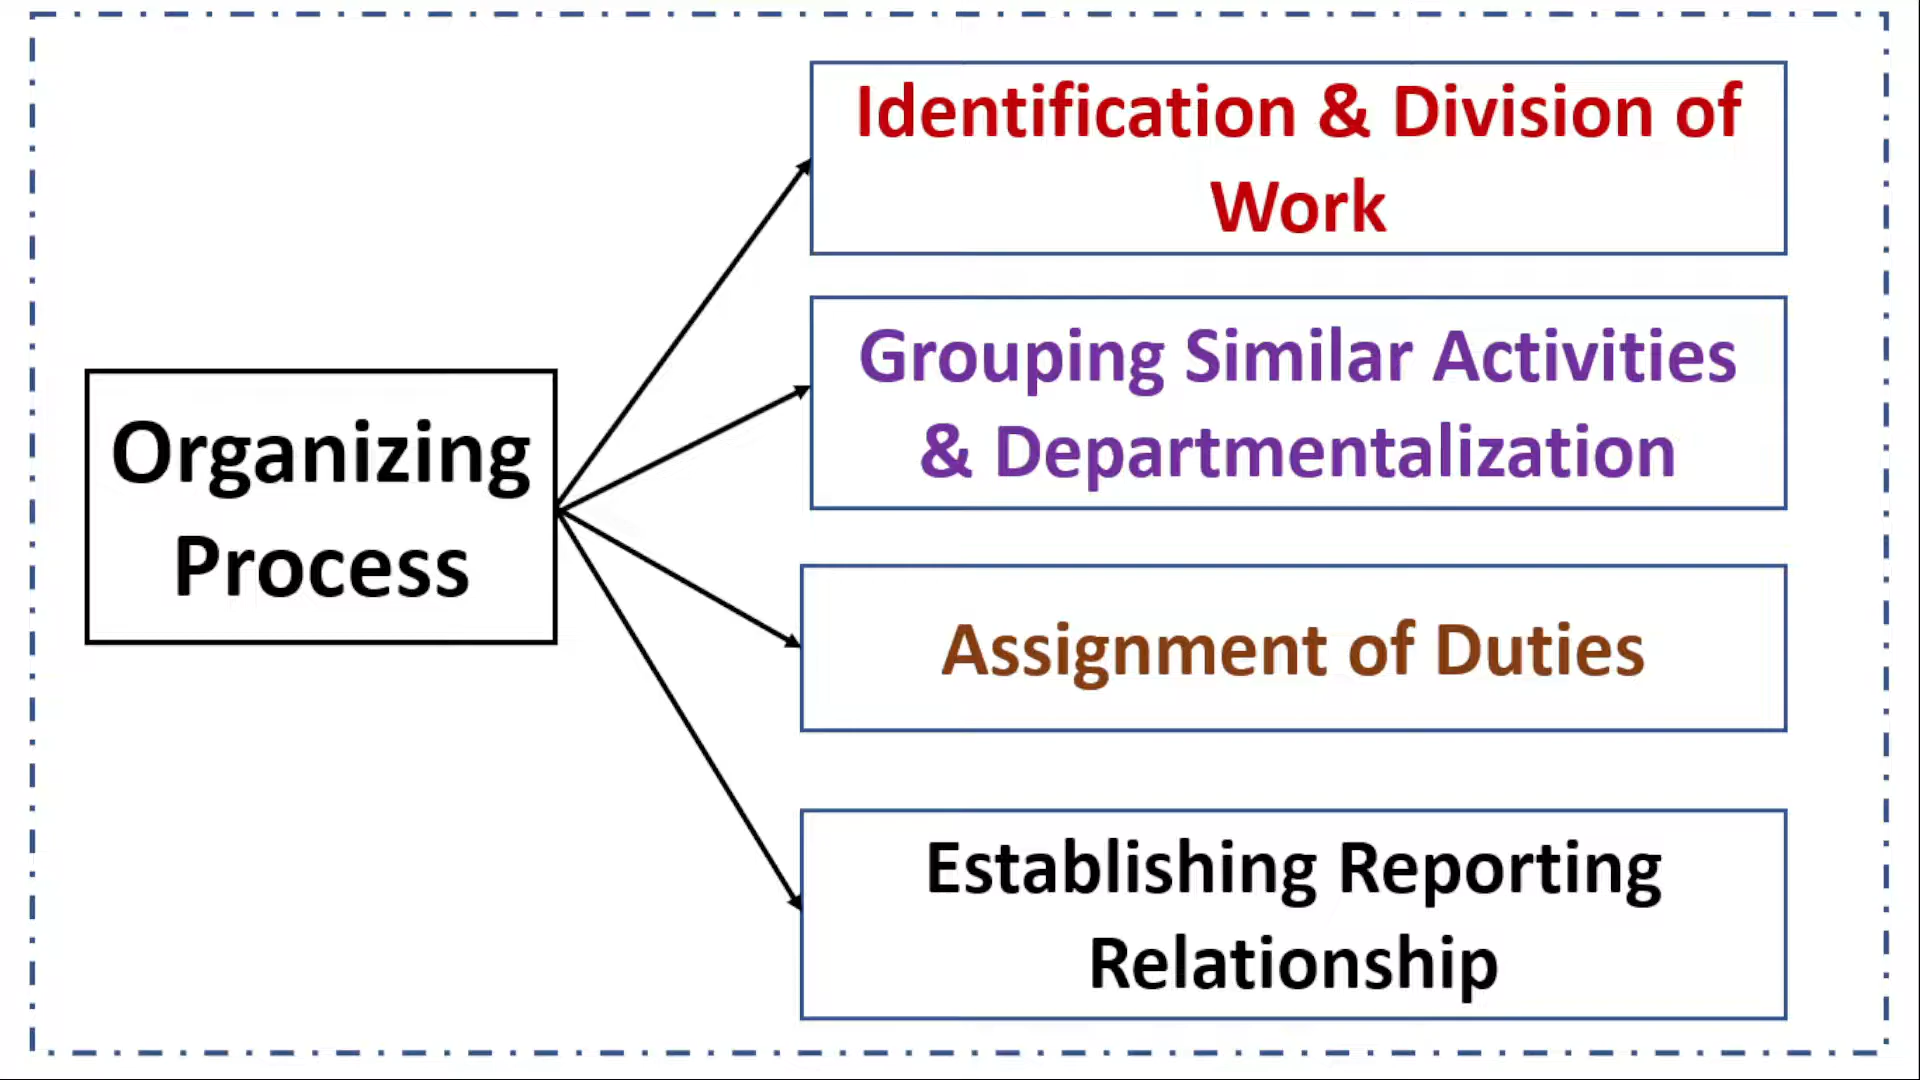 Organizing
Process
Identification & Division of
Work
Grouping Similar Activities
& Departmentalization
Assignment of Duties
Establishing Reporting
Relationship